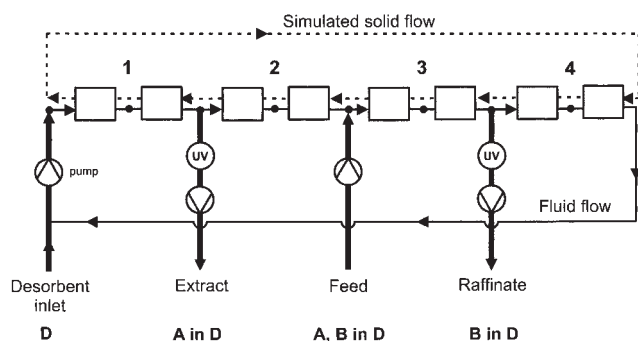 Simulated solid flow
1 2 3 4
UV UV
pump
Fluid flow
Desorbent inlet Extract Feed Raffinate
D A in D A, B in D B in D